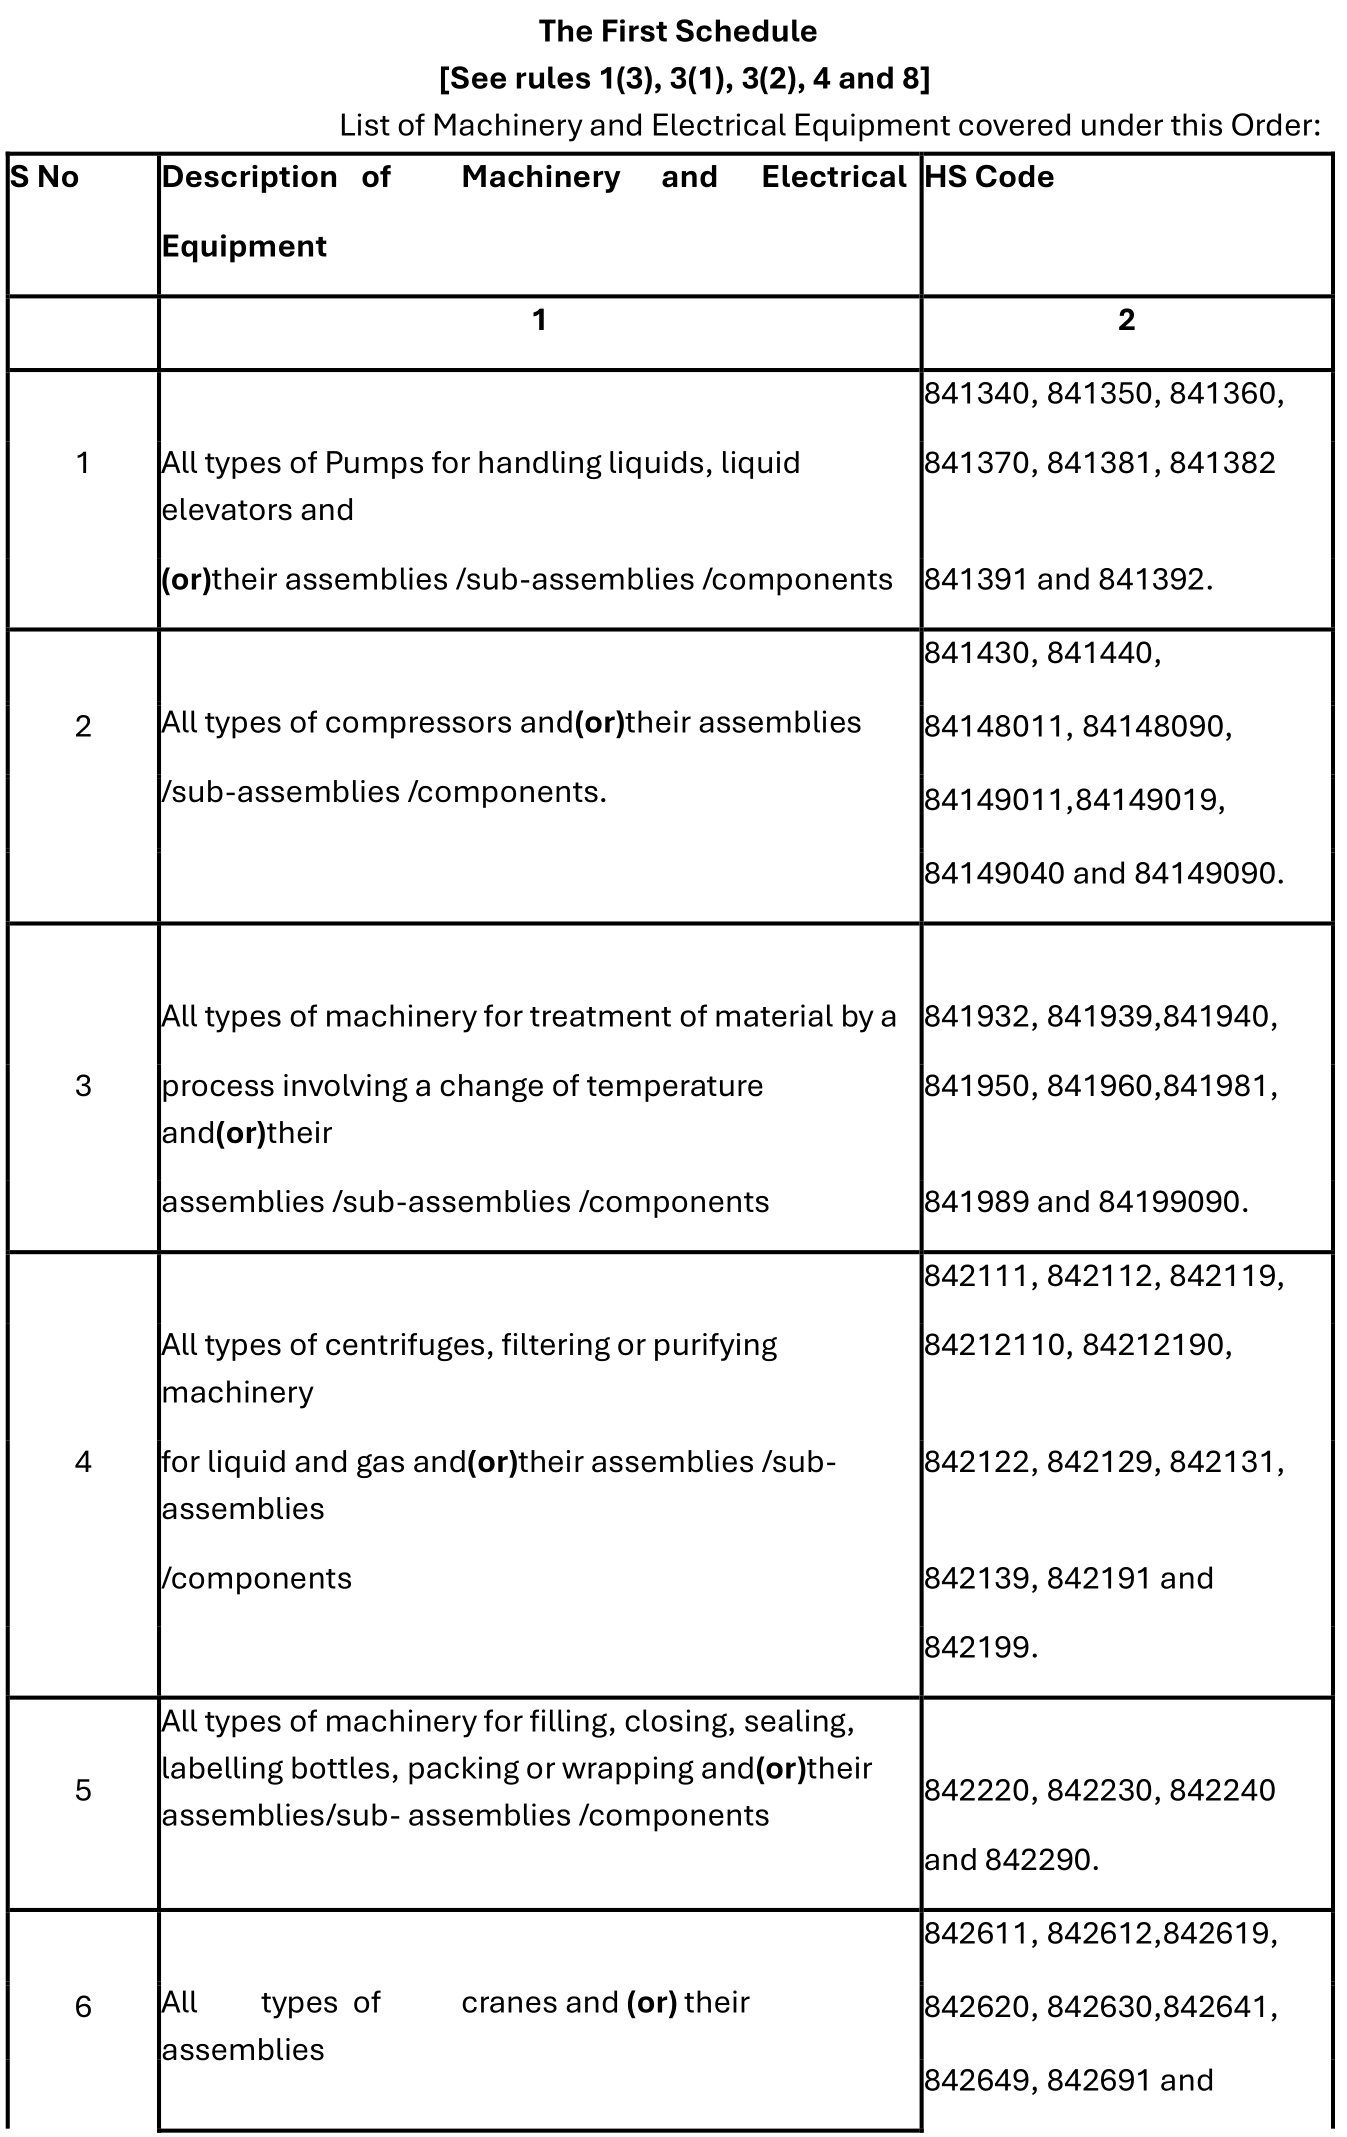 The First Schedule
[See rules 1(3), 3(1), 3(2), 4 and 8]
List of Machinery and Electrical Equipment covered under this Order:
S No
Description of Machinery and Electrical
Equipment
HS Code
1
2
1
All types of Pumps for handling liquids, liquid
elevators and
(or)their assemblies /sub-assemblies /components
841340, 841350, 841360,
841370, 841381, 841382
841391 and 841392.
2
All types of compressors and(or)their assemblies
/sub-assemblies /components.
841430, 841440,
84148011, 84148090,
84149011,84149019,
84149040 and 84149090.
3
All types of machinery for treatment of material by a
process involving a change of temperature
and(or)their
assemblies /sub-assemblies /components
841932, 841939,841940,
841950, 841960,841981,
841989 and 84199090.
4
All types of centrifuges, filtering or purifying
machinery
for liquid and gas and(or)their assemblies /sub-
assemblies
/components
842111, 842112, 842119,
84212110, 84212190,
842122, 842129, 842131,
842139, 842191 and
842199.
5
All types of machinery for filling, closing, sealing,
labelling bottles, packing or wrapping and(or)their
assemblies/sub- assemblies /components
842220, 842230, 842240
and 842290.
6
All types of cranes and (or) their
assemblies
842611, 842612,842619,
842620, 842630,842641,
842649, 842691 and